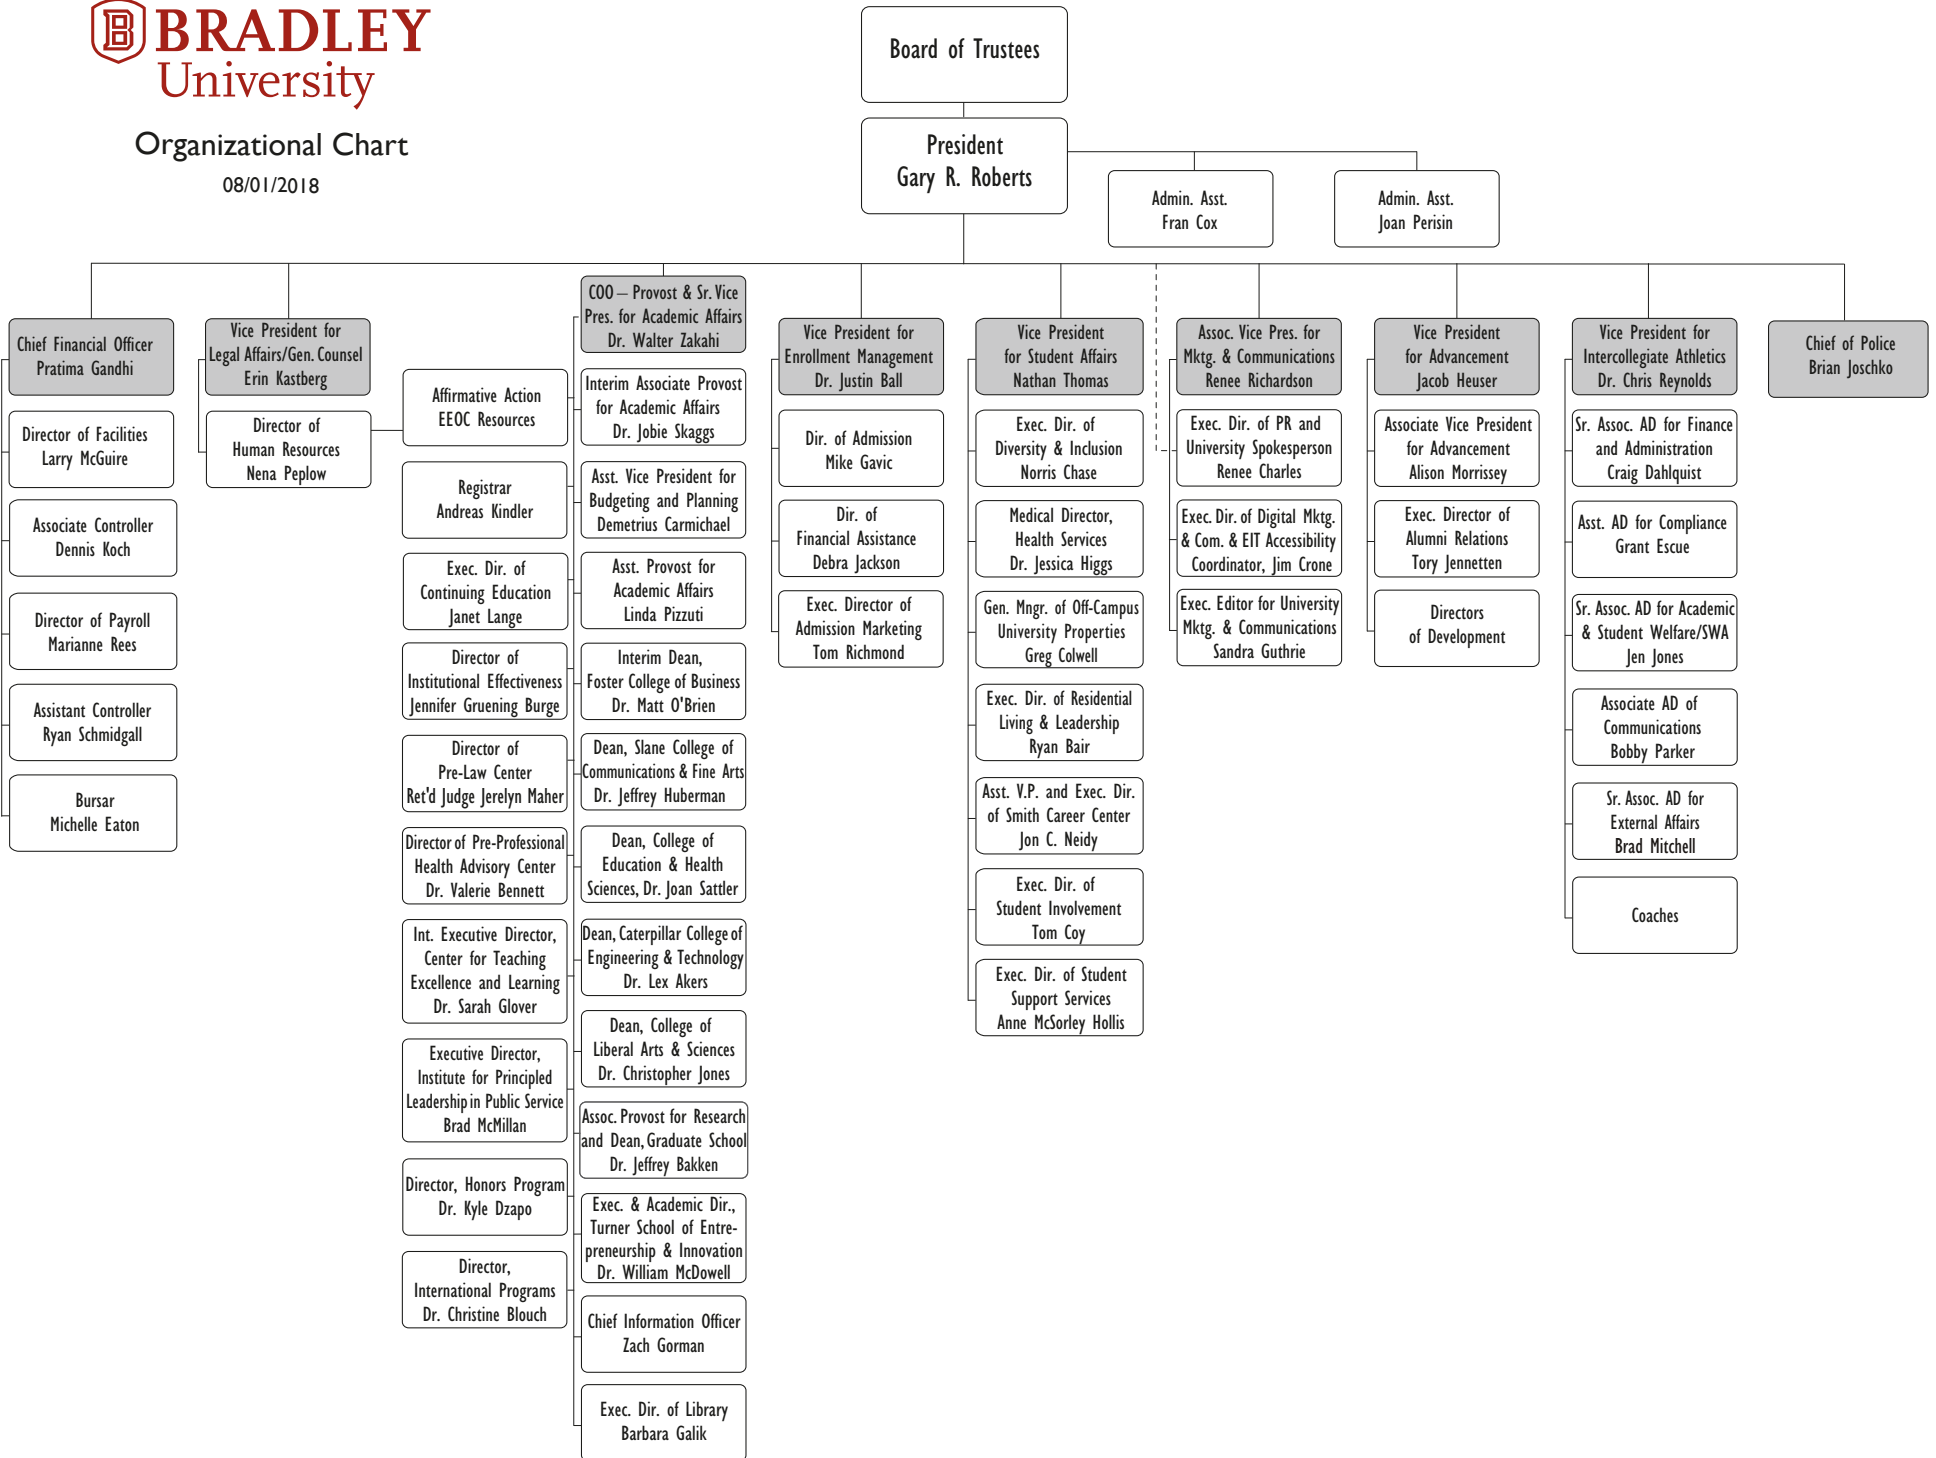 B BRADLEY
University
Organizational Chart
08/01/2018
Board of Trustees
President
Gary R. Roberts
Admin. Asst.
Fran Cox
Admin. Asst.
Joan Perisin
Chief Financial Officer
Pratima Gandhi
Director of Facilities
Larry McGuire
Associate Controller
Dennis Koch
Director of Payroll
Marianne Rees
Assistant Controller
Ryan Schmidgall
Bursar
Michelle Eaton
Vice President for
Legal Affairs/Gen. Counsel
Erin Kastberg
Director of
Human Resources
Nena Peplow
Affirmative Action
EEOC Resources
Registrar
Andreas Kindler
Exec. Dir. of
Continuing Education
Janet Lange
Director of
Institutional Effectiveness
Jennifer Gruening Burge
Director of
Pre-Law Center
Ret'd Judge Jerelyn Maher
Director of Pre-Professional
Health Advisory Center
Dr. Valerie Bennett
Int. Executive Director,
Center for Teaching
Excellence and Learning
Dr. Sarah Glover
Executive Director,
Institute for Principled
Leadership in Public Service
Brad McMillan
Director, Honors Program
Dr. Kyle Dzapo
Director,
International Programs
Dr. Christine Blouch
COO – Provost & Sr. Vice
Pres. for Academic Affairs
Dr. Walter Zakahi
Interim Associate Provost
for Academic Affairs
Dr. Jobie Skaggs
Asst. Vice President for
Budgeting and Planning
Demetrius Carmichael
Asst. Provost for
Academic Affairs
Linda Pizzuti
Interim Dean,
Foster College of Business
Dr. Matt O'Brien
Dean, Slane College of
Communications & Fine Arts
Dr. Jeffrey Huberman
Dean, College of
Education & Health
Sciences, Dr. Joan Sattler
Dean, Caterpillar College of
Engineering & Technology
Dr. Lex Akers
Dean, College of
Liberal Arts & Sciences
Dr. Christopher Jones
Assoc. Provost for Research
and Dean, Graduate School
Dr. Jeffrey Bakken
Exec. & Academic Dir.,
Turner School of Entre-
preneurship & Innovation
Dr. William McDowell
Chief Information Officer
Zach Gorman
Exec. Dir. of Library
Barbara Galik
Vice President for
Enrollment Management
Dr. Justin Ball
Dir. of Admission
Mike Gavic
Dir. of
Financial Assistance
Debra Jackson
Exec. Director of
Admission Marketing
Tom Richmond
Vice President
for Student Affairs
Nathan Thomas
Exec. Dir. of
Diversity & Inclusion
Norris Chase
Medical Director,
Health Services
Dr. Jessica Higgs
Gen. Mngr. of Off-Campus
University Properties
Greg Colwell
Exec. Dir. of Residential
Living & Leadership
Ryan Bair
Asst. V.P. and Exec. Dir.
of Smith Career Center
Jon C. Neidy
Exec. Dir. of
Student Involvement
Tom Coy
Exec. Dir. of Student
Support Services
Anne McSorley Hollis
Assoc. Vice Pres. for
Mktg. & Communications
Renee Richardson
Exec. Dir. of PR and
University Spokesperson
Renee Charles
Exec. Dir. of Digital Mktg.
& Com. & EIT Accessibility
Coordinator, Jim Crone
Exec. Editor for University
Mktg. & Communications
Sandra Guthrie
Vice President
for Advancement
Jacob Heuser
Associate Vice President
for Advancement
Alison Morrissey
Exec. Director of
Alumni Relations
Tory Jennetten
Directors
of Development
Vice President for
Intercollegiate Athletics
Dr. Chris Reynolds
Sr. Assoc. AD for Finance
and Administration
Craig Dahlquist
Asst. AD for Compliance
Grant Escue
Sr. Assoc. AD for Academic
& Student Welfare/SWA
Jen Jones
Associate AD of
Communications
Bobby Parker
Sr. Assoc. AD for
External Affairs
Brad Mitchell
Coaches
Chief of Police
Brian Joschko